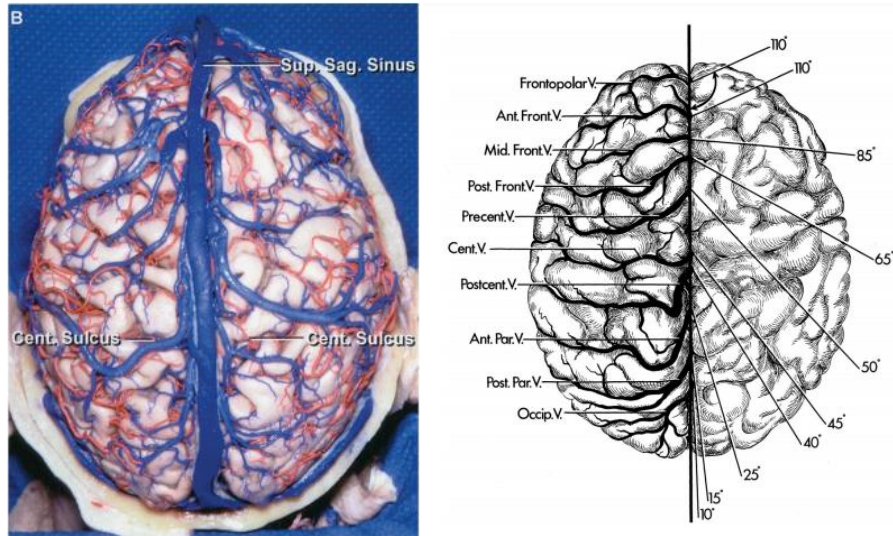 B
Sup. Sag. Sinus
Cent. Sulcus
Cent. Sulcus
Frontopolar V.
Ant. Front. V.
Mid. Front. V.
Post. Front. V.
Precent. V.
Cent. V.
Postcent. V.
Ant. Par. V.
Post. Par. V.
Occip. V.
110°
110°
85°
65°
50°
45°
40°
25°
15°
10°